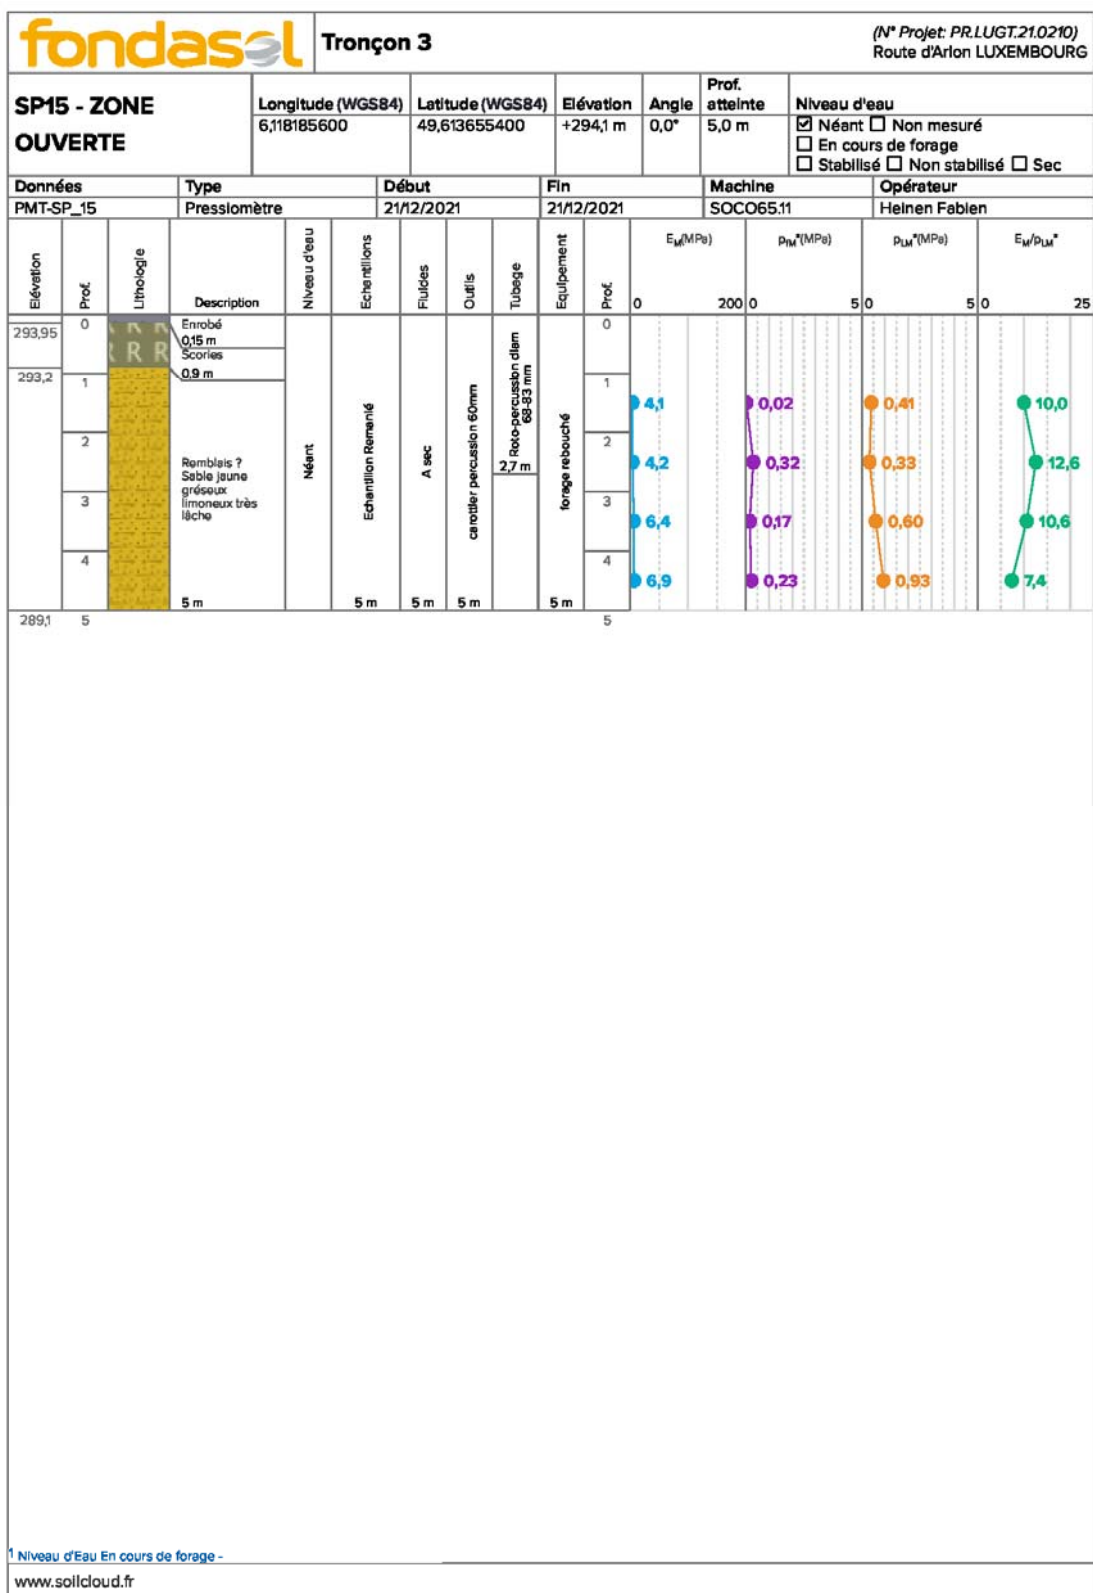 fondasol
Tronçon 3
(N° Projet: PR.LUGT.21.0210)
Route d'Arlon LUXEMBOURG
SP15 - ZONE
OUVERTE
Longitude (WGS84) Latitude (WGS84) Elévation Angle Prof. atteinte Niveau d'eau
6,118185600 49,613655400 +294,1 m 0,0° 5,0 m
☑ Néant ☐ Non mesuré
☐ En cours de forage
☐ Stabilisé ☐ Non stabilisé ☐ Sec
Données Type Début Fin Machine Opérateur
PMT-SP_15 Pressiomètre 21/12/2021 21/12/2021 SOCO65.11 Heinen Fabien
Elévation Prof. Lithologie Description Niveau d'eau Echantillons Fluides Outils Tubage Equipement Prof.
EM(MPa) pfM*(MPa) pLM*(MPa) EM/pLM*
0 200 0 5 0 5 0 25
293,95 0 R R R Enrobé 0
0,15 m
R R R Scories
293,2 0,9 m
1 1
4,1 0,02 0,41 10,0
2 2
4,2 0,32 0,33 12,6
Remblais ?
Sable jaune
gréseux
limoneux très
lâche
Néant
Echantillon Remanié
A sec
carottier percussion 60mm
Roto-percussion diam
68-83 mm
2,7 m
forage rebouché
3 3
6,4 0,17 0,60 10,6
4 4
6,9 0,23 0,93 7,4
5 m 5 m 5 m 5 m 5 m
289,1 5 5
1 Niveau d'Eau En cours de forage -
www.soilcloud.fr